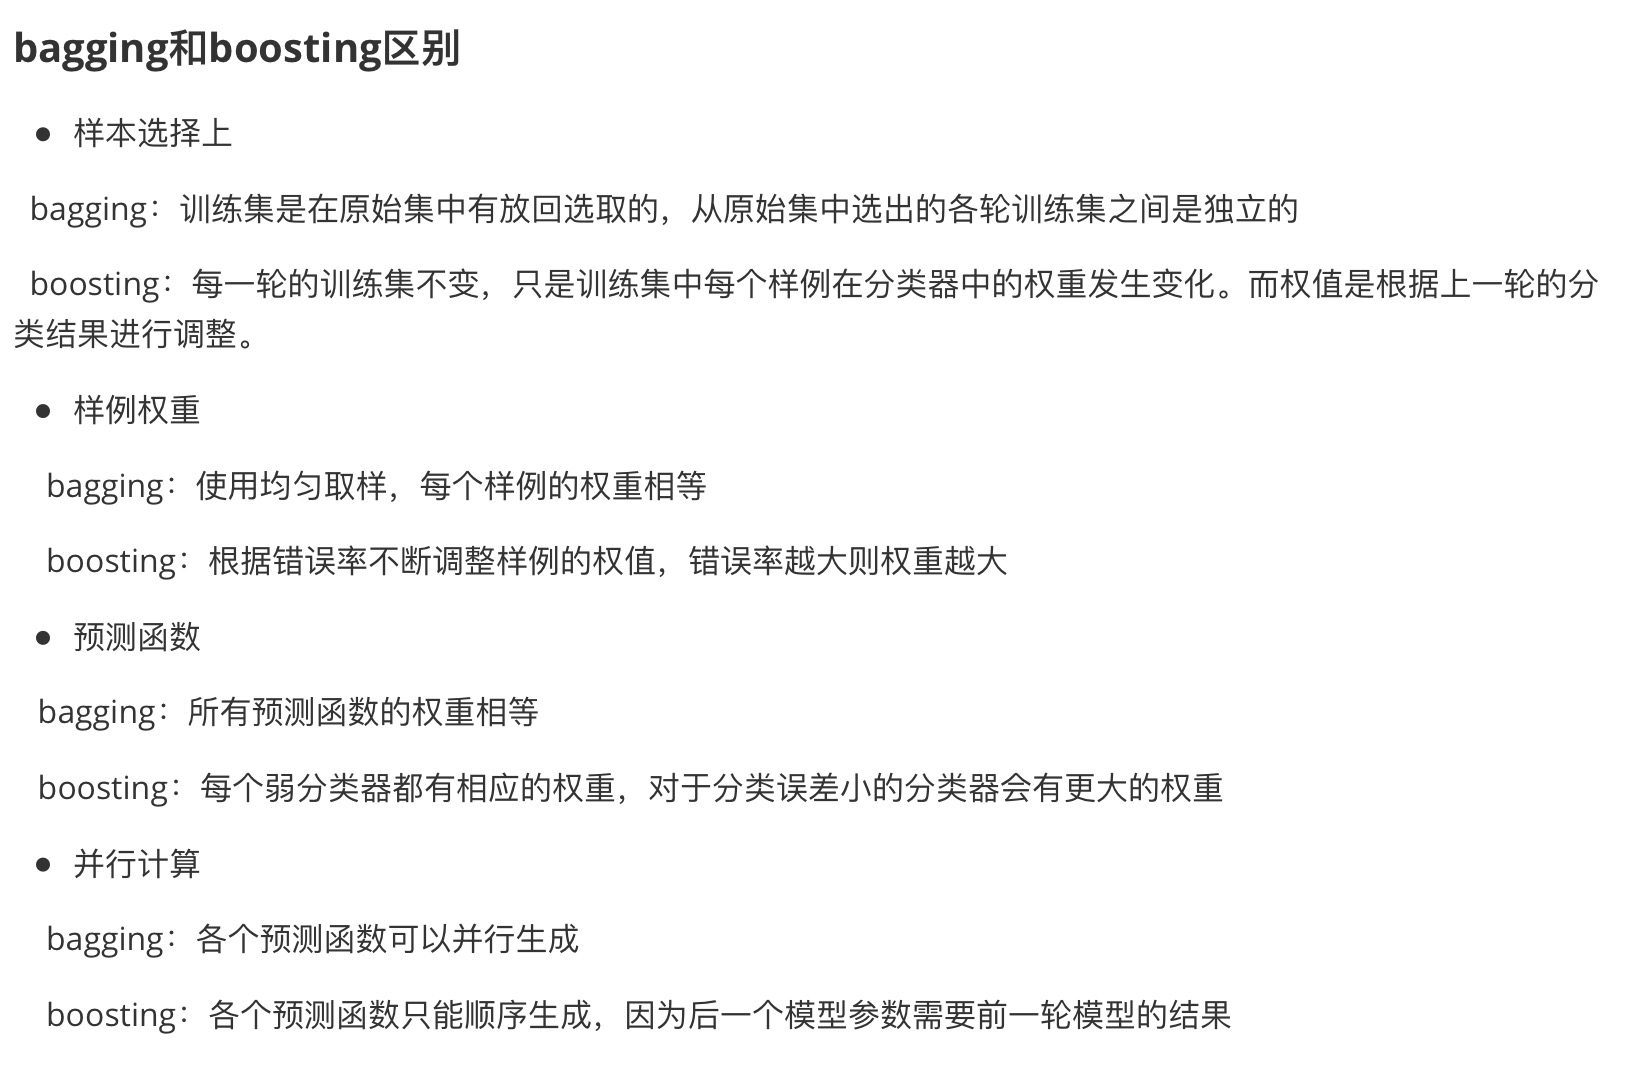 bagging和boosting区别
● 样本选择上
bagging：训练集是在原始集中有放回选取的，从原始集中选出的各轮训练集之间是独立的
boosting：每一轮的训练集不变，只是训练集中每个样例在分类器中的权重发生变化。而权值是根据上一轮的分
类结果进行调整。
● 样例权重
bagging：使用均匀取样，每个样例的权重相等
boosting：根据错误率不断调整样例的权值，错误率越大则权重越大
● 预测函数
bagging：所有预测函数的权重相等
boosting：每个弱分类器都有相应的权重，对于分类误差小的分类器会有更大的权重
● 并行计算
bagging：各个预测函数可以并行生成
boosting：各个预测函数只能顺序生成，因为后一个模型参数需要前一轮模型的结果